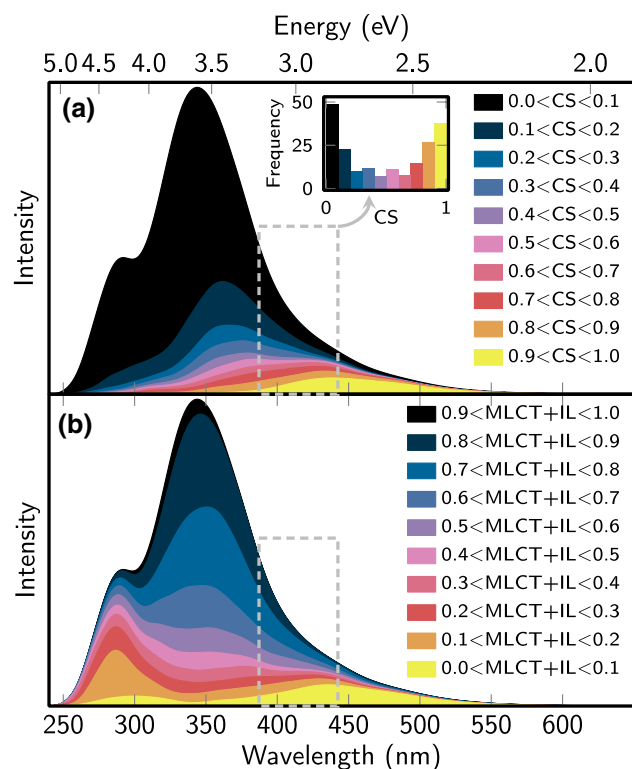 Energy (eV)
5.0 4.5 4.0 3.5 3.0 2.5 2.0
(a)
Intensity
Frequency
50
25
0
0 1
CS
0.0<CS<0.1
0.1<CS<0.2
0.2<CS<0.3
0.3<CS<0.4
0.4<CS<0.5
0.5<CS<0.6
0.6<CS<0.7
0.7<CS<0.8
0.8<CS<0.9
0.9<CS<1.0
(b)
Intensity
0.9<MLCT+IL<1.0
0.8<MLCT+IL<0.9
0.7<MLCT+IL<0.8
0.6<MLCT+IL<0.7
0.5<MLCT+IL<0.6
0.4<MLCT+IL<0.5
0.3<MLCT+IL<0.4
0.2<MLCT+IL<0.3
0.1<MLCT+IL<0.2
0.0<MLCT+IL<0.1
250 300 350 400 450 500 550 600
Wavelength (nm)